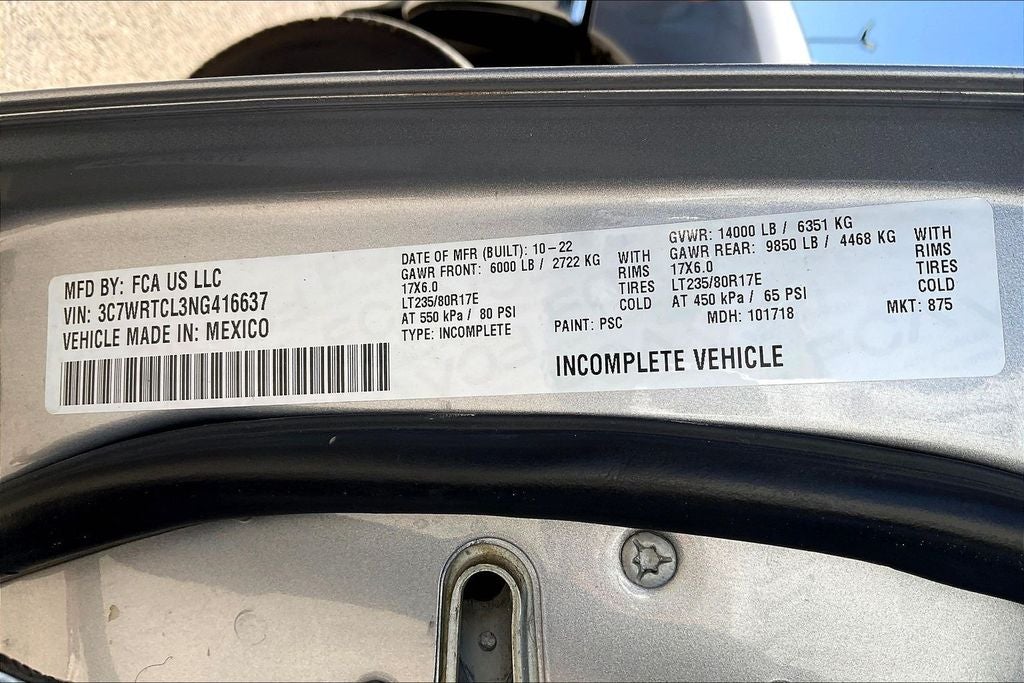 MFD BY: FCA US LLC
VIN: 3C7WRTCL3NG416637
VEHICLE MADE IN: MEXICO
DATE OF MFR (BUILT): 10-22
GAWR FRONT: 6000 LB / 2722 KG WITH
17X6.0 RIMS
LT235/80R17E TIRES
AT 550 kPa / 80 PSI COLD
TYPE: INCOMPLETE
PAINT: PSC
GVWR: 14000 LB / 6351 KG
GAWR REAR: 9850 LB / 4468 KG WITH
17X6.0 RIMS
LT235/80R17E TIRES
AT 450 kPa / 65 PSI COLD
MDH: 101718 MKT: 875
INCOMPLETE VEHICLE